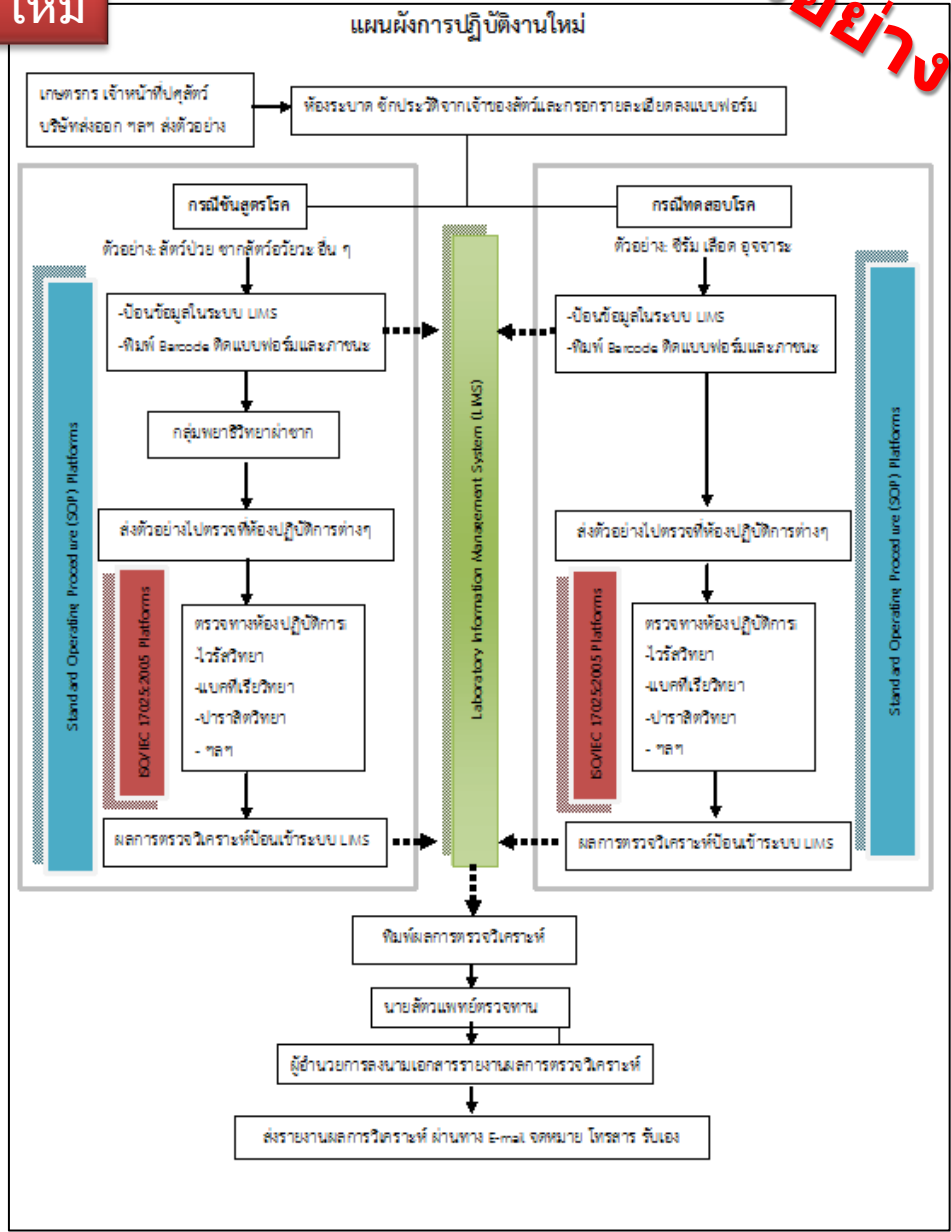 ใหม่
อย่าง
แผนผังการปฏิบัติงานใหม่
เกษตรกร เจ้าหน้าที่ปศุสัตว์
บริษัทส่งออก ฯลฯ ส่งตัวอย่าง
ห้องระบาด ซักประวัติจากเจ้าของสัตว์และกรอกรายละเอียดลงแบบฟอร์ม
กรณีชันสูตรโรค
ตัวอย่าง: สัตว์ป่วย ซากสัตว์อวัยวะ อื่น ๆ
-ป้อนข้อมูลในระบบ LIMS
-พิมพ์ Barcode ติดแบบฟอร์มและภาชนะ
กลุ่มพยาธิวิทยาผ่าซาก
ส่งตัวอย่างไปตรวจที่ห้องปฏิบัติการต่างๆ
ตรวจทางห้องปฏิบัติการ:
-ไวรัสวิทยา
-แบคทีเรียวิทยา
-ปาราสิตวิทยา
- ฯลฯ
ผลการตรวจวิเคราะห์ป้อนเข้าระบบ LIMS
Standard Operating Procedure (SOP) Platforms
ISO/IEC 17025:2005 Platforms
Laboratory Information Management System (LIMS)
กรณีทดสอบโรค
ตัวอย่าง: ซีรัม เลือด อุจจาระ
-ป้อนข้อมูลในระบบ LIMS
-พิมพ์ Barcode ติดแบบฟอร์มและภาชนะ
ส่งตัวอย่างไปตรวจที่ห้องปฏิบัติการต่างๆ
ตรวจทางห้องปฏิบัติการ:
-ไวรัสวิทยา
-แบคทีเรียวิทยา
-ปาราสิตวิทยา
- ฯลฯ
ผลการตรวจวิเคราะห์ป้อนเข้าระบบ LIMS
ISO/IEC 17025:2005 Platforms
Standard Operating Procedure (SOP) Platforms
พิมพ์ผลการตรวจวิเคราะห์
นายสัตวแพทย์ตรวจทาน
ผู้อำนวยการลงนามเอกสารรายงานผลการตรวจวิเคราะห์
ส่งรายงานผลการวิเคราะห์ ผ่านทาง E-mail จดหมาย โทรสาร รับเอง